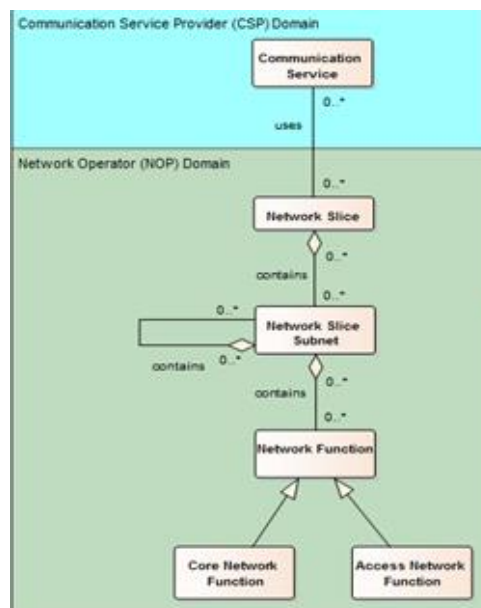 Communication Service Provider (CSP) Domain
Communication
Service
0..*
uses
Network Operator (NOP) Domain
0..*
Network Slice
0..*
contains
0..*
0..*
Network Slice
Subnet
0..*
contains
0..*
contains
0..*
Network Function
Core Network
Function
Access Network
Function